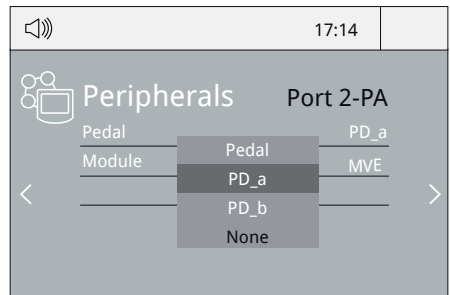 17:14
Peripherals Port 2-PA
Pedal PD_a
Module MVE
Pedal
PD_a
PD_b
None